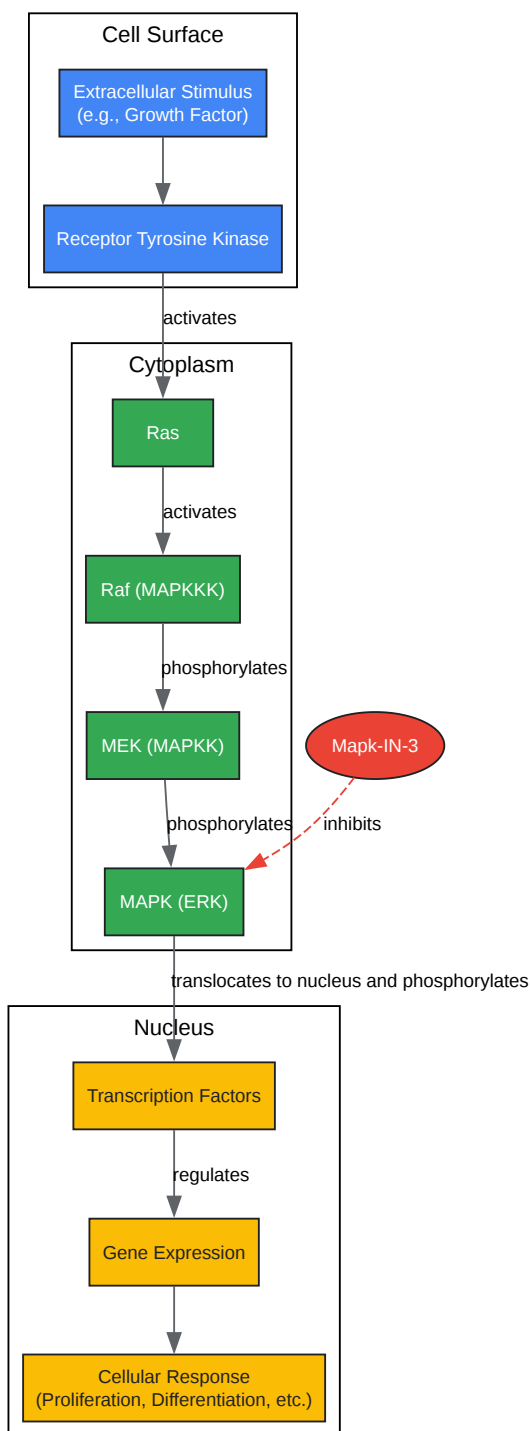 Cell Surface
Extracellular Stimulus
(e.g., Growth Factor)
Receptor Tyrosine Kinase
activates
Cytoplasm
Ras
activates
Raf (MAPKKK)
phosphorylates
MEK (MAPKK)
Mapk-IN-3
phosphorylates
inhibits
MAPK (ERK)
translocates to nucleus and phosphorylates
Nucleus
Transcription Factors
regulates
Gene Expression
Cellular Response
(Proliferation, Differentiation, etc.)